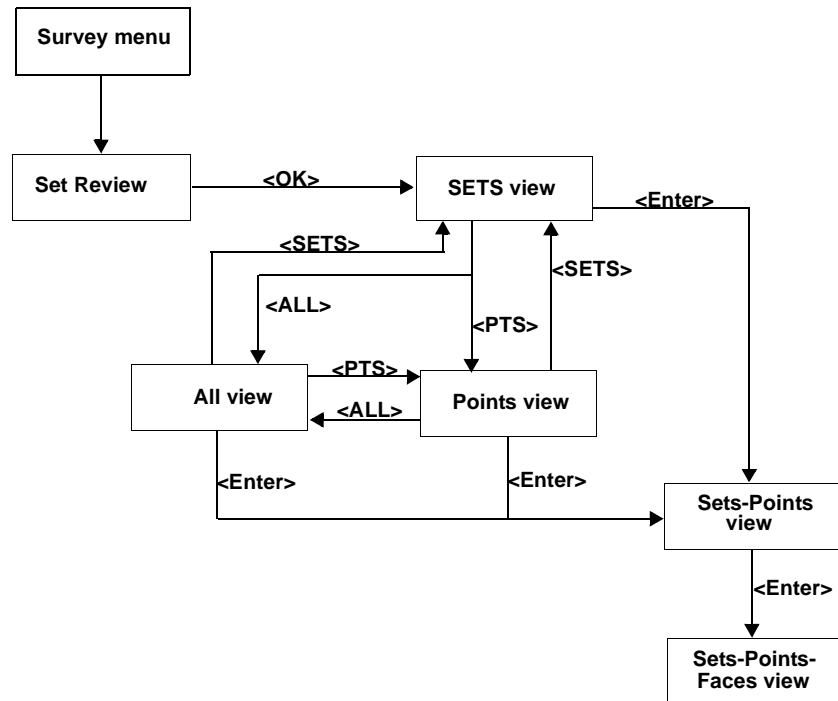 Survey menu
Set Review
<OK>
SETS view
<Enter>
<SETS>
<SETS>
<ALL>
<PTS>
All view
<PTS>
Points view
<ALL>
<Enter>
<Enter>
Sets-Points
view
<Enter>
Sets-Points-
Faces view